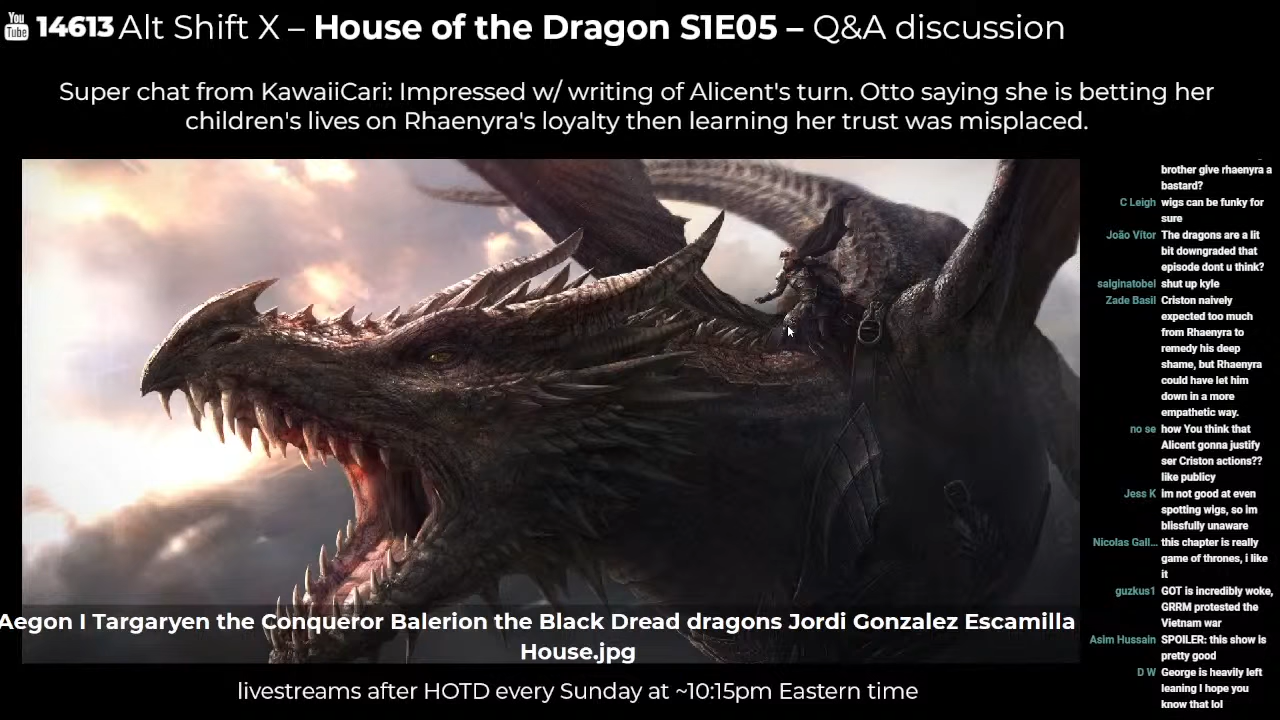 You Tube 14613 Alt Shift X – House of the Dragon S1E05 – Q&A discussion
Super chat from KawaiiCari: Impressed w/ writing of Alicent's turn. Otto saying she is betting her
children's lives on Rhaenyra's loyalty then learning her trust was misplaced.
Aegon I Targaryen the Conqueror Balerion the Black Dread dragons Jordi Gonzalez Escamilla
House.jpg
livestreams after HOTD every Sunday at ~10:15pm Eastern time
brother give rhaenyra a
bastard?
C Leigh wigs can be funky for
sure
João Vítor The dragons are a lit
bit downgraded that
episode dont u think?
salginatobel shut up kyle
Zade Basil Criston naively
expected too much
from Rhaenyra to
remedy his deep
shame, but Rhaenyra
could have let him
down in a more
empathetic way.
no se how You think that
Alicent gonna justify
ser Criston actions??
like publicy
Jess K im not good at even
spotting wigs, so im
blissfully unaware
Nicolas Gall... this chapter is really
game of thrones, i like
it
guzkus1 GOT is incredibly woke,
GRRM protested the
Vietnam war
Asim Hussain SPOILER: this show is
pretty good
D W George is heavily left
leaning I hope you
know that lol